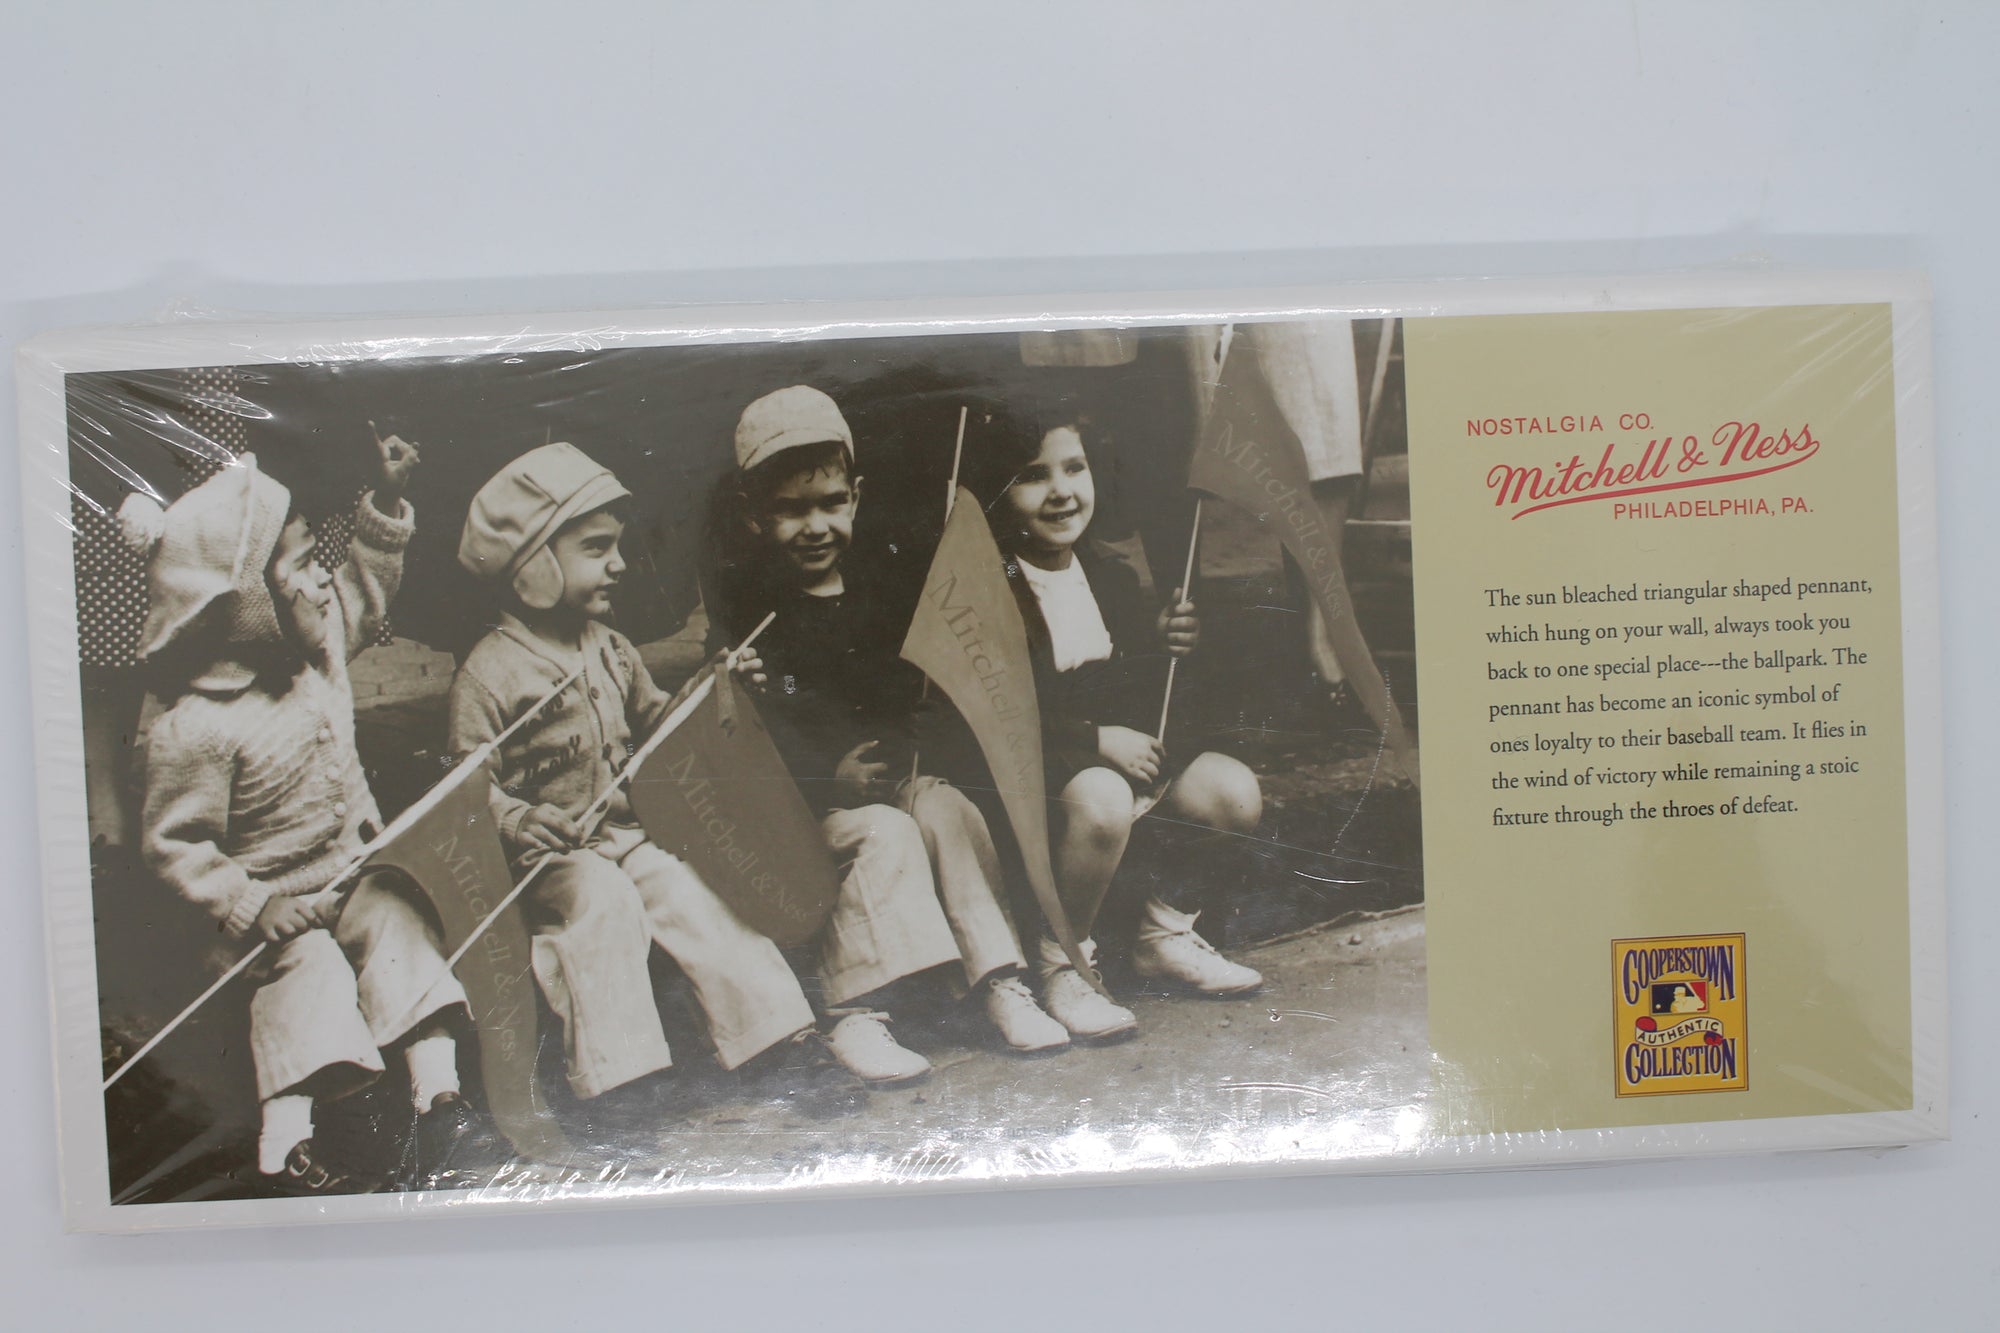 Mitchell & Ness
Mitchell & Ness
Mitchell & Ness
Mitchell & Ness
NOSTALGIA CO.
Mitchell & Ness
PHILADELPHIA, PA.
The sun bleached triangular shaped pennant,
which hung on your wall, always took you
back to one special place---the ballpark. The
pennant has become an iconic symbol of
ones loyalty to their baseball team. It flies in
the wind of victory while remaining a stoic
fixture through the throes of defeat.
COOPERSTOWN
AUTHENTIC
COLLECTION